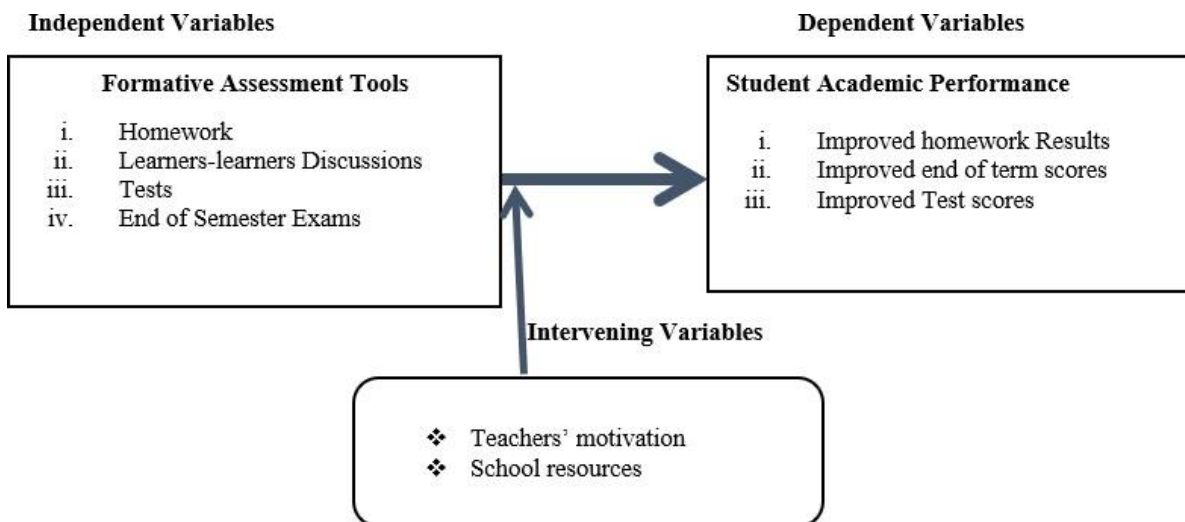 Independent Variables
Formative Assessment Tools
i. Homework
ii. Learners-learners Discussions
iii. Tests
iv. End of Semester Exams
Dependent Variables
Student Academic Performance
i. Improved homework Results
ii. Improved end of term scores
iii. Improved Test scores
Intervening Variables
❖ Teachers’ motivation
❖ School resources